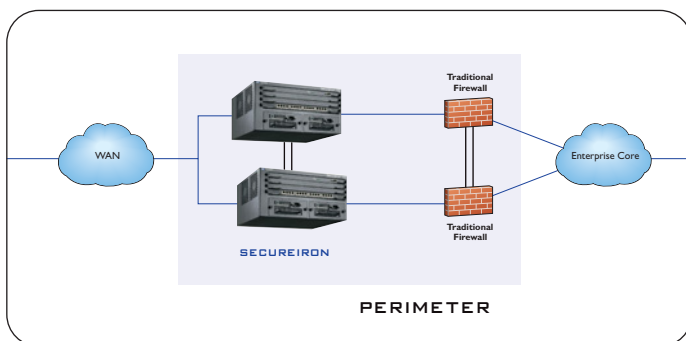 Traditional
Firewall
WAN
Enterprise Core
Traditional
Firewall
SECUREIRON
PERIMETER